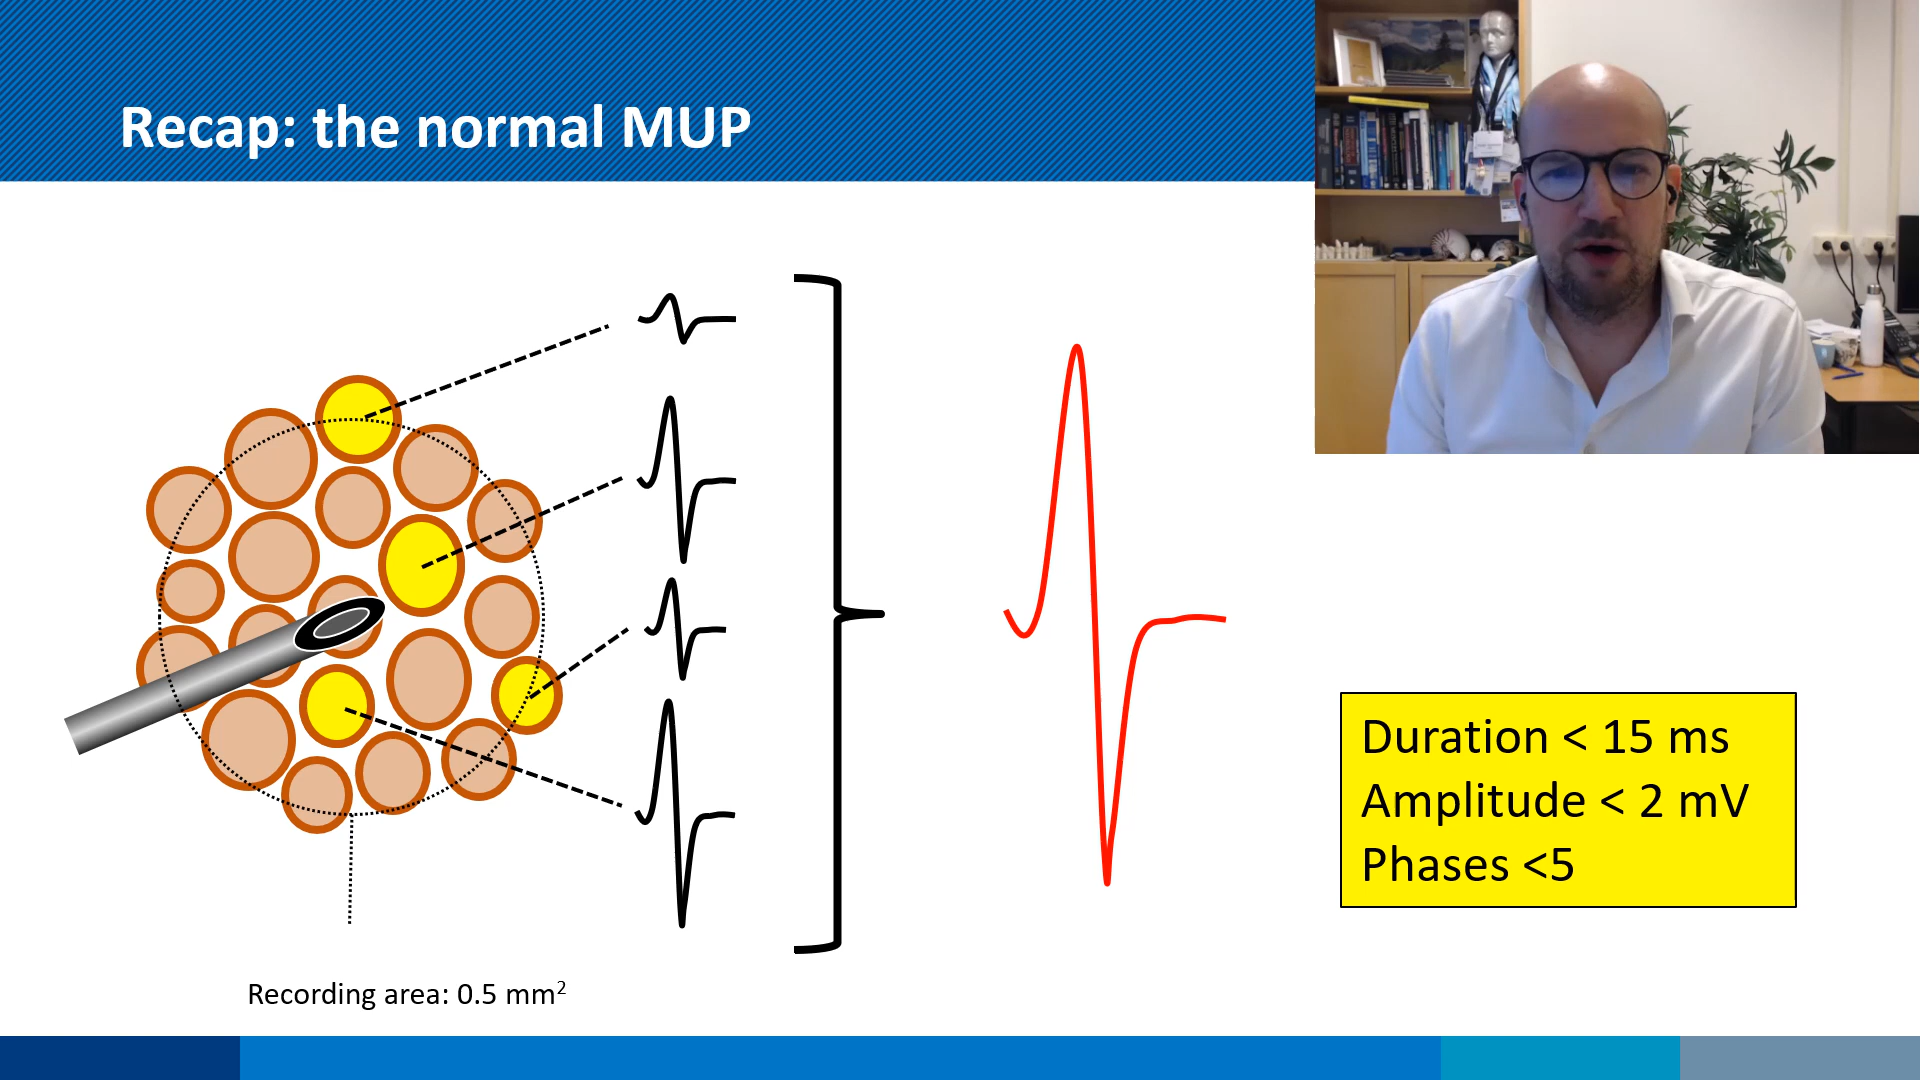 Recap: the normal MUP
Duration < 15 ms
Amplitude < 2 mV
Phases <5
Recording area: 0.5 mm²